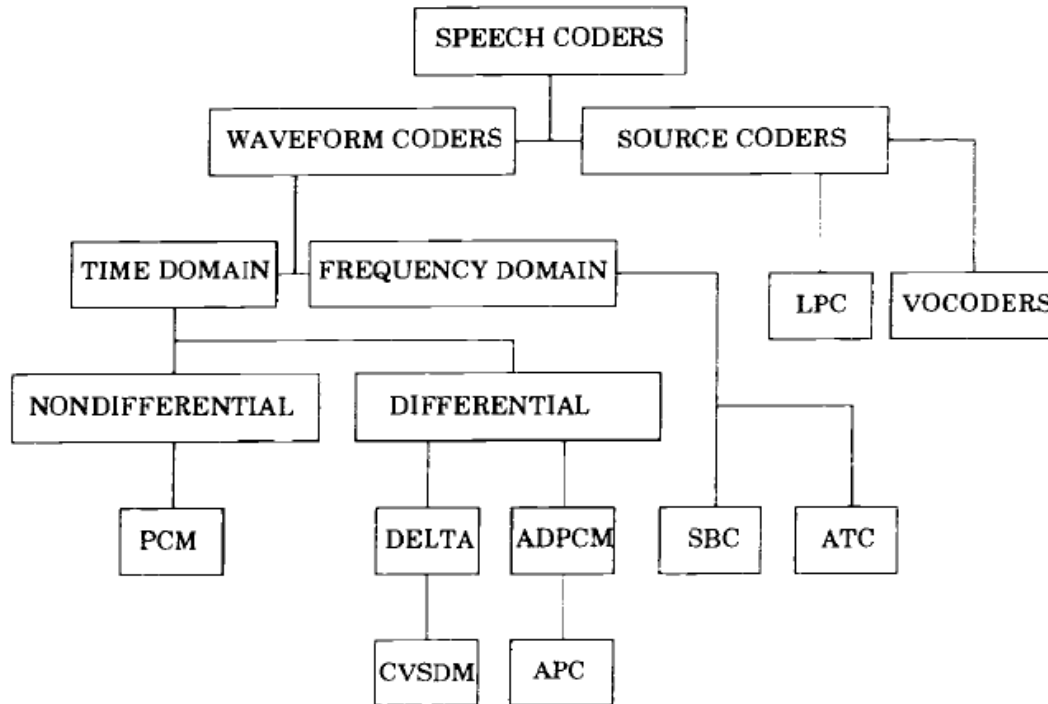 SPEECH CODERS
WAVEFORM CODERS
SOURCE CODERS
TIME DOMAIN
FREQUENCY DOMAIN
LPC
VOCODERS
NONDIFFERENTIAL
DIFFERENTIAL
PCM
DELTA
ADPCM
SBC
ATC
CVSDM
APC